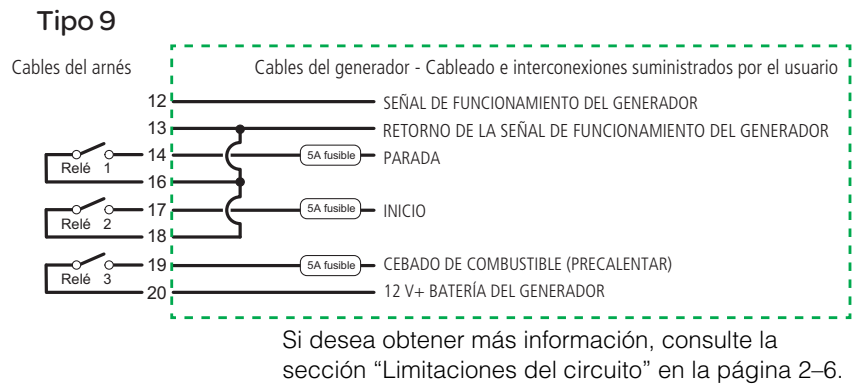 Tipo 9
Cables del arnés
Cables del generador - Cableado e interconexiones suministrados por el usuario
12 SEÑAL DE FUNCIONAMIENTO DEL GENERADOR
13 RETORNO DE LA SEÑAL DE FUNCIONAMIENTO DEL GENERADOR
14 5A fusible PARADA
Relé 1
16
17 5A fusible INICIO
Relé 2
18
19 5A fusible CEBADO DE COMBUSTIBLE (PRECALENTAR)
Relé 3
20 12 V+ BATERÍA DEL GENERADOR
Si desea obtener más información, consulte la
sección “Limitaciones del circuito” en la página 2–6.